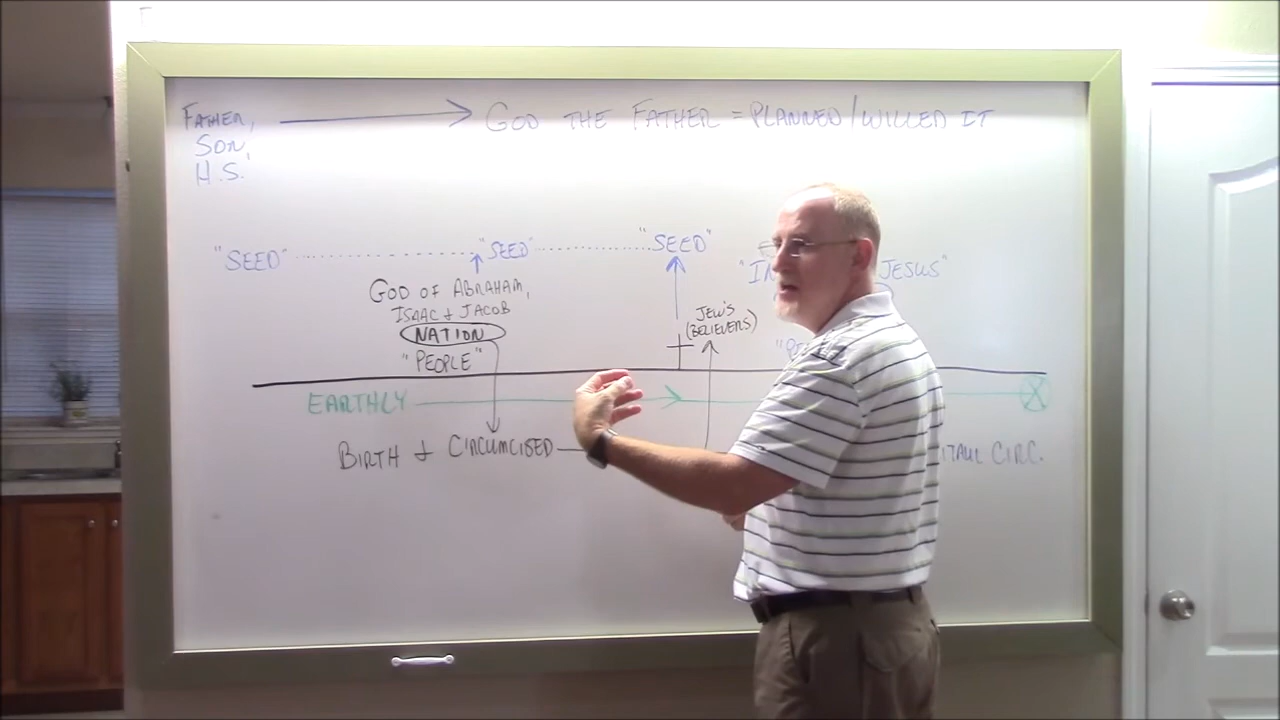 FATHER, GOD THE FATHER = PLANNED/WILLED IT
SON,
H.S.
"SEED" "SEED" "SEED"
GOD OF ABRAHAM, JESUS"
ISAAC & JACOB
NATION
JEW'S
(BELIEVERS)
"PEOPLE"
EARTHLY
BIRTH & CIRCUMCISED CIRC.